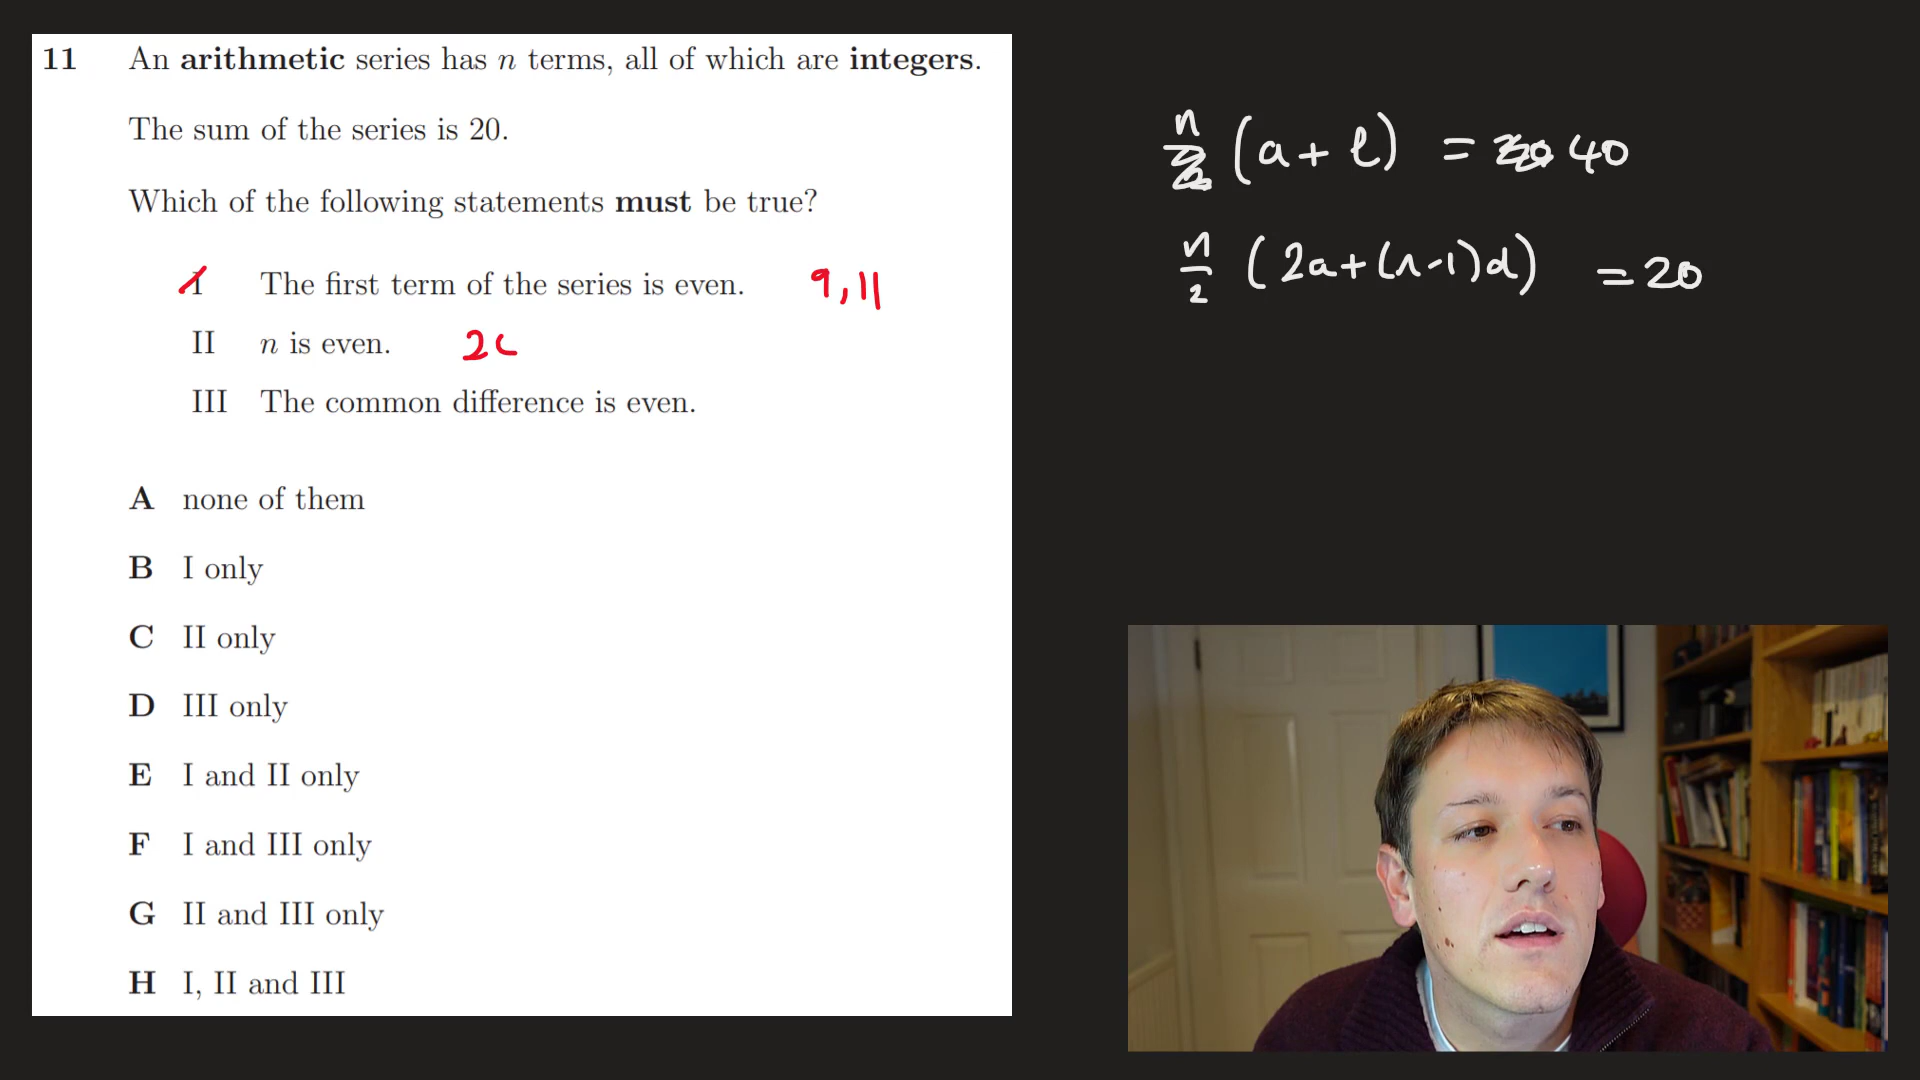 11 An arithmetic series has n terms, all of which are integers.
The sum of the series is 20.
Which of the following statements must be true?
I The first term of the series is even. 9, 11
II n is even. 2
III The common difference is even.
A none of them
B I only
C II only
D III only
E I and II only
F I and III only
G II and III only
H I, II and III
n (a + l) = 40
n/2 (2a+(n-1)d) = 20